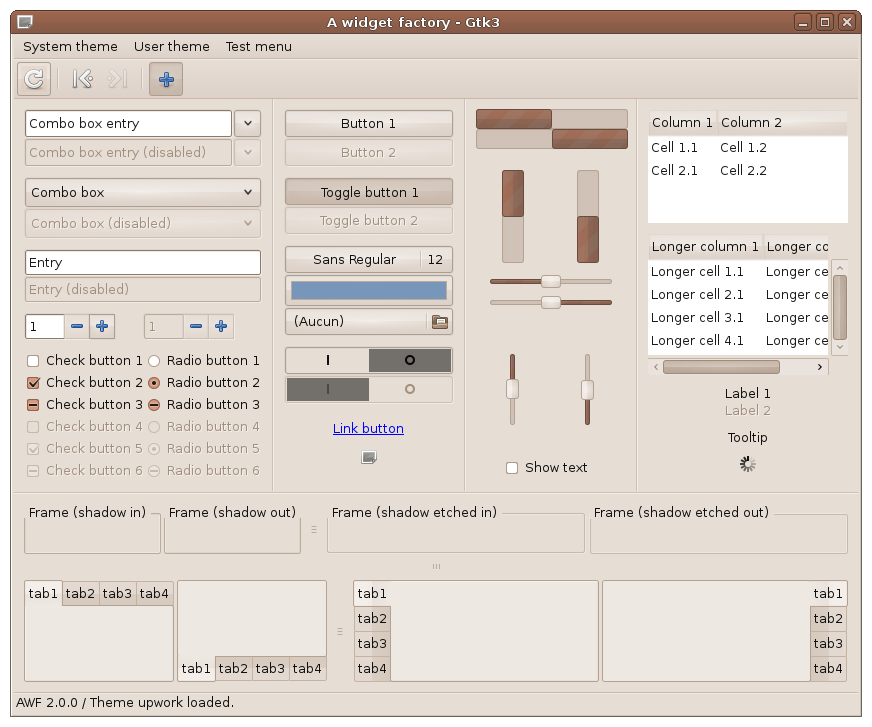 A widget factory - Gtk3
System theme User theme Test menu
Combo box entry
Combo box entry (disabled)
Combo box
Combo box (disabled)
Entry
Entry (disabled)
1 1
Check button 1 Radio button 1
Check button 2 Radio button 2
Check button 3 Radio button 3
Check button 4 Radio button 4
Check button 5 Radio button 5
Check button 6 Radio button 6
Button 1
Button 2
Toggle button 1
Toggle button 2
Sans Regular 12
(Aucun)
Link button
Show text
Column 1 Column 2
Cell 1.1 Cell 1.2
Cell 2.1 Cell 2.2
Longer column 1 Longer co
Longer cell 1.1 Longer ce
Longer cell 2.1 Longer ce
Longer cell 3.1 Longer ce
Longer cell 4.1 Longer ce
Label 1
Label 2
Tooltip
Frame (shadow in) Frame (shadow out) Frame (shadow etched in) Frame (shadow etched out)
tab1 tab2 tab3 tab4
tab1 tab2 tab3 tab4
tab1
tab2
tab3
tab4
tab1
tab2
tab3
tab4
AWF 2.0.0 / Theme upwork loaded.